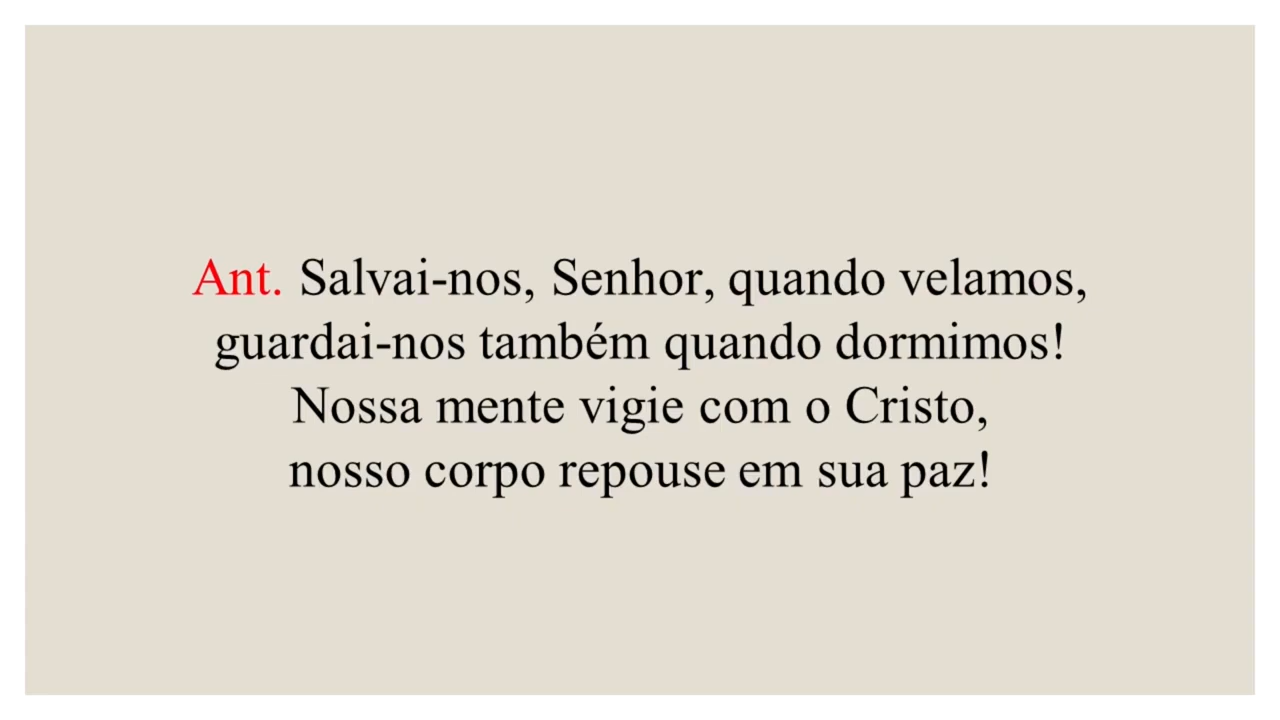 Ant. Salvai-nos, Senhor, quando velamos,
guardai-nos também quando dormimos!
Nossa mente vigie com o Cristo,
nosso corpo repouse em sua paz!